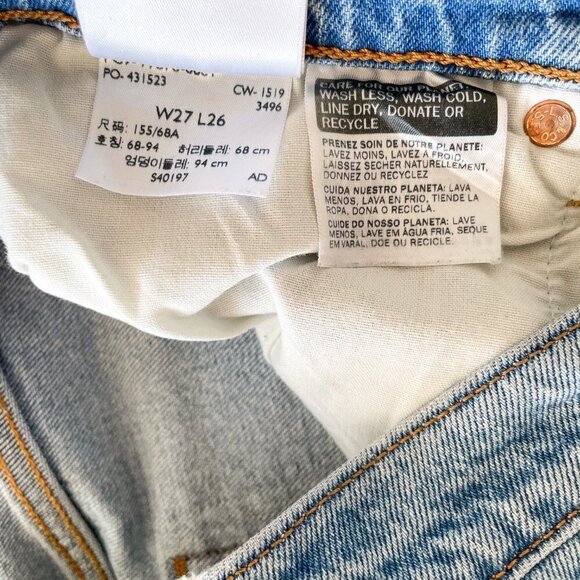 PO- 431523
CW- 1519
3496
W27 L26
尺码: 155/68A
호칭: 68-94 허리둘레: 68 cm
엉덩이둘레: 94 cm
S40197 AD
CARE FOR OUR PLANET:
WASH LESS, WASH COLD,
LINE DRY, DONATE OR
RECYCLE
PRENEZ SOIN DE NOTRE PLANETE:
LAVEZ MOINS, LAVEZ A FROID,
LAISSEZ SECHER NATURELLEMENT,
DONNEZ OU RECYCLEZ
CUIDA NUESTRO PLANETA: LAVA
MENOS, LAVA EN FRIO, TIENDE LA
ROPA, DONA O RECICLA.
CUIDE DO NOSSO PLANETA: LAVE
MENOS, LAVE EM ÁGUA FRIA, SEQUE
EM VARAL, DOE OU RECICLE.